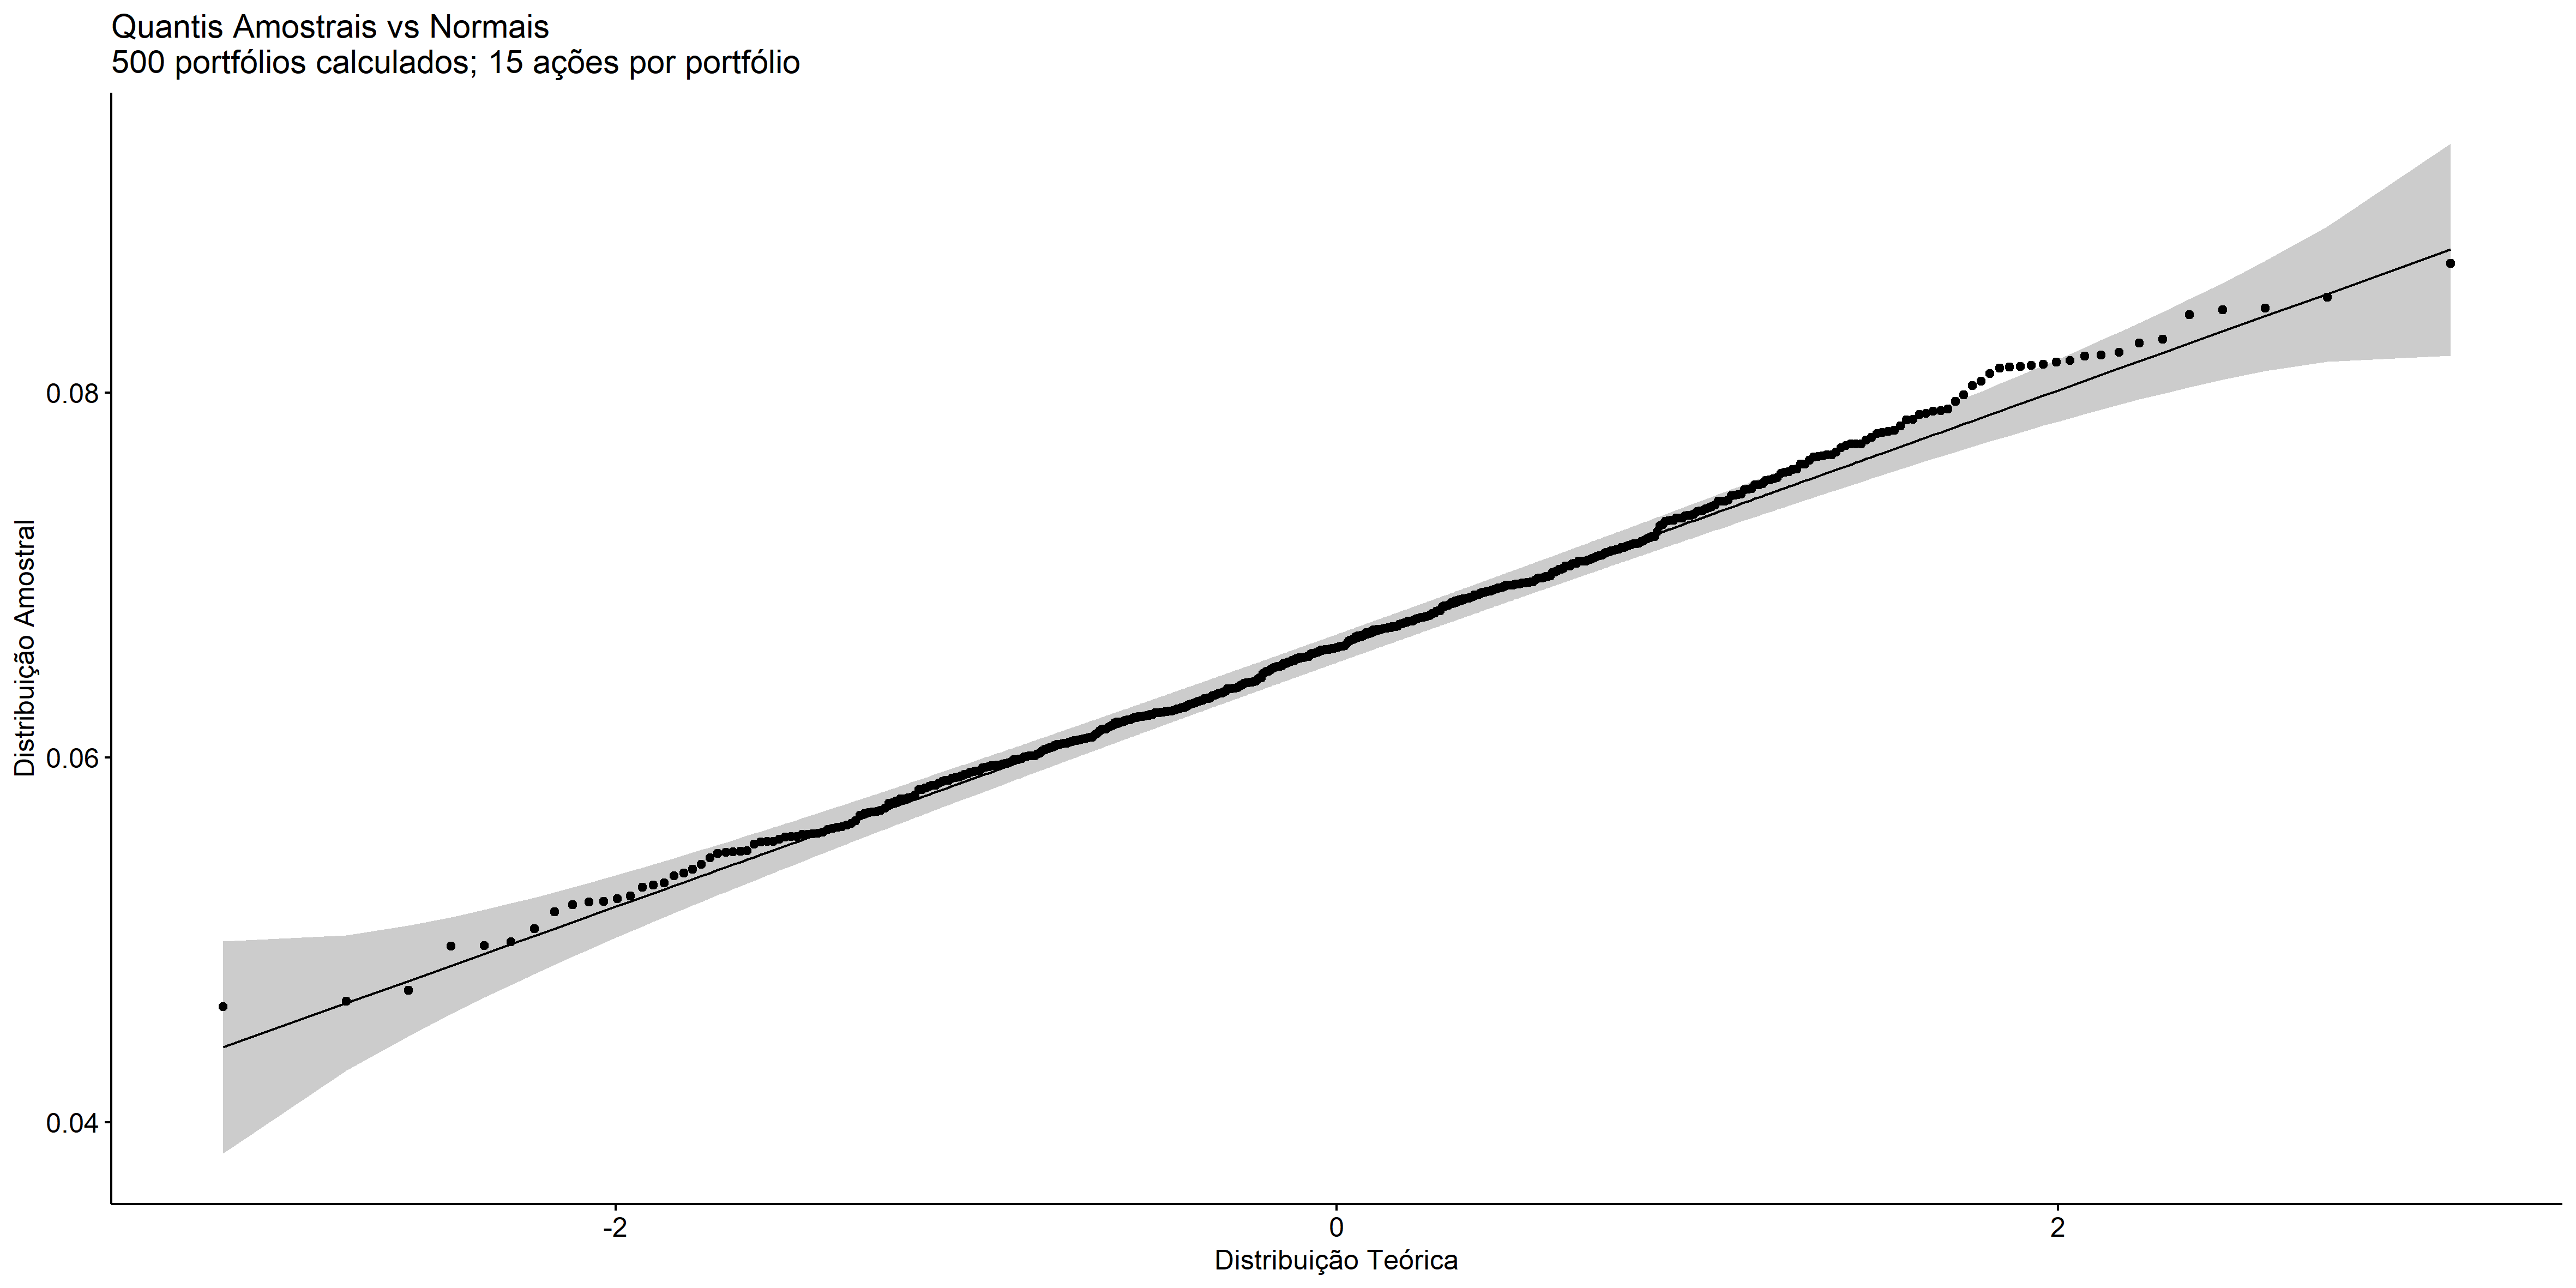 Quantis Amostrais vs Normais
500 portfólios calculados; 15 ações por portfólio
Distribuição Amostral
0.08
0.06
0.04
-2
0
2
Distribuição Teórica